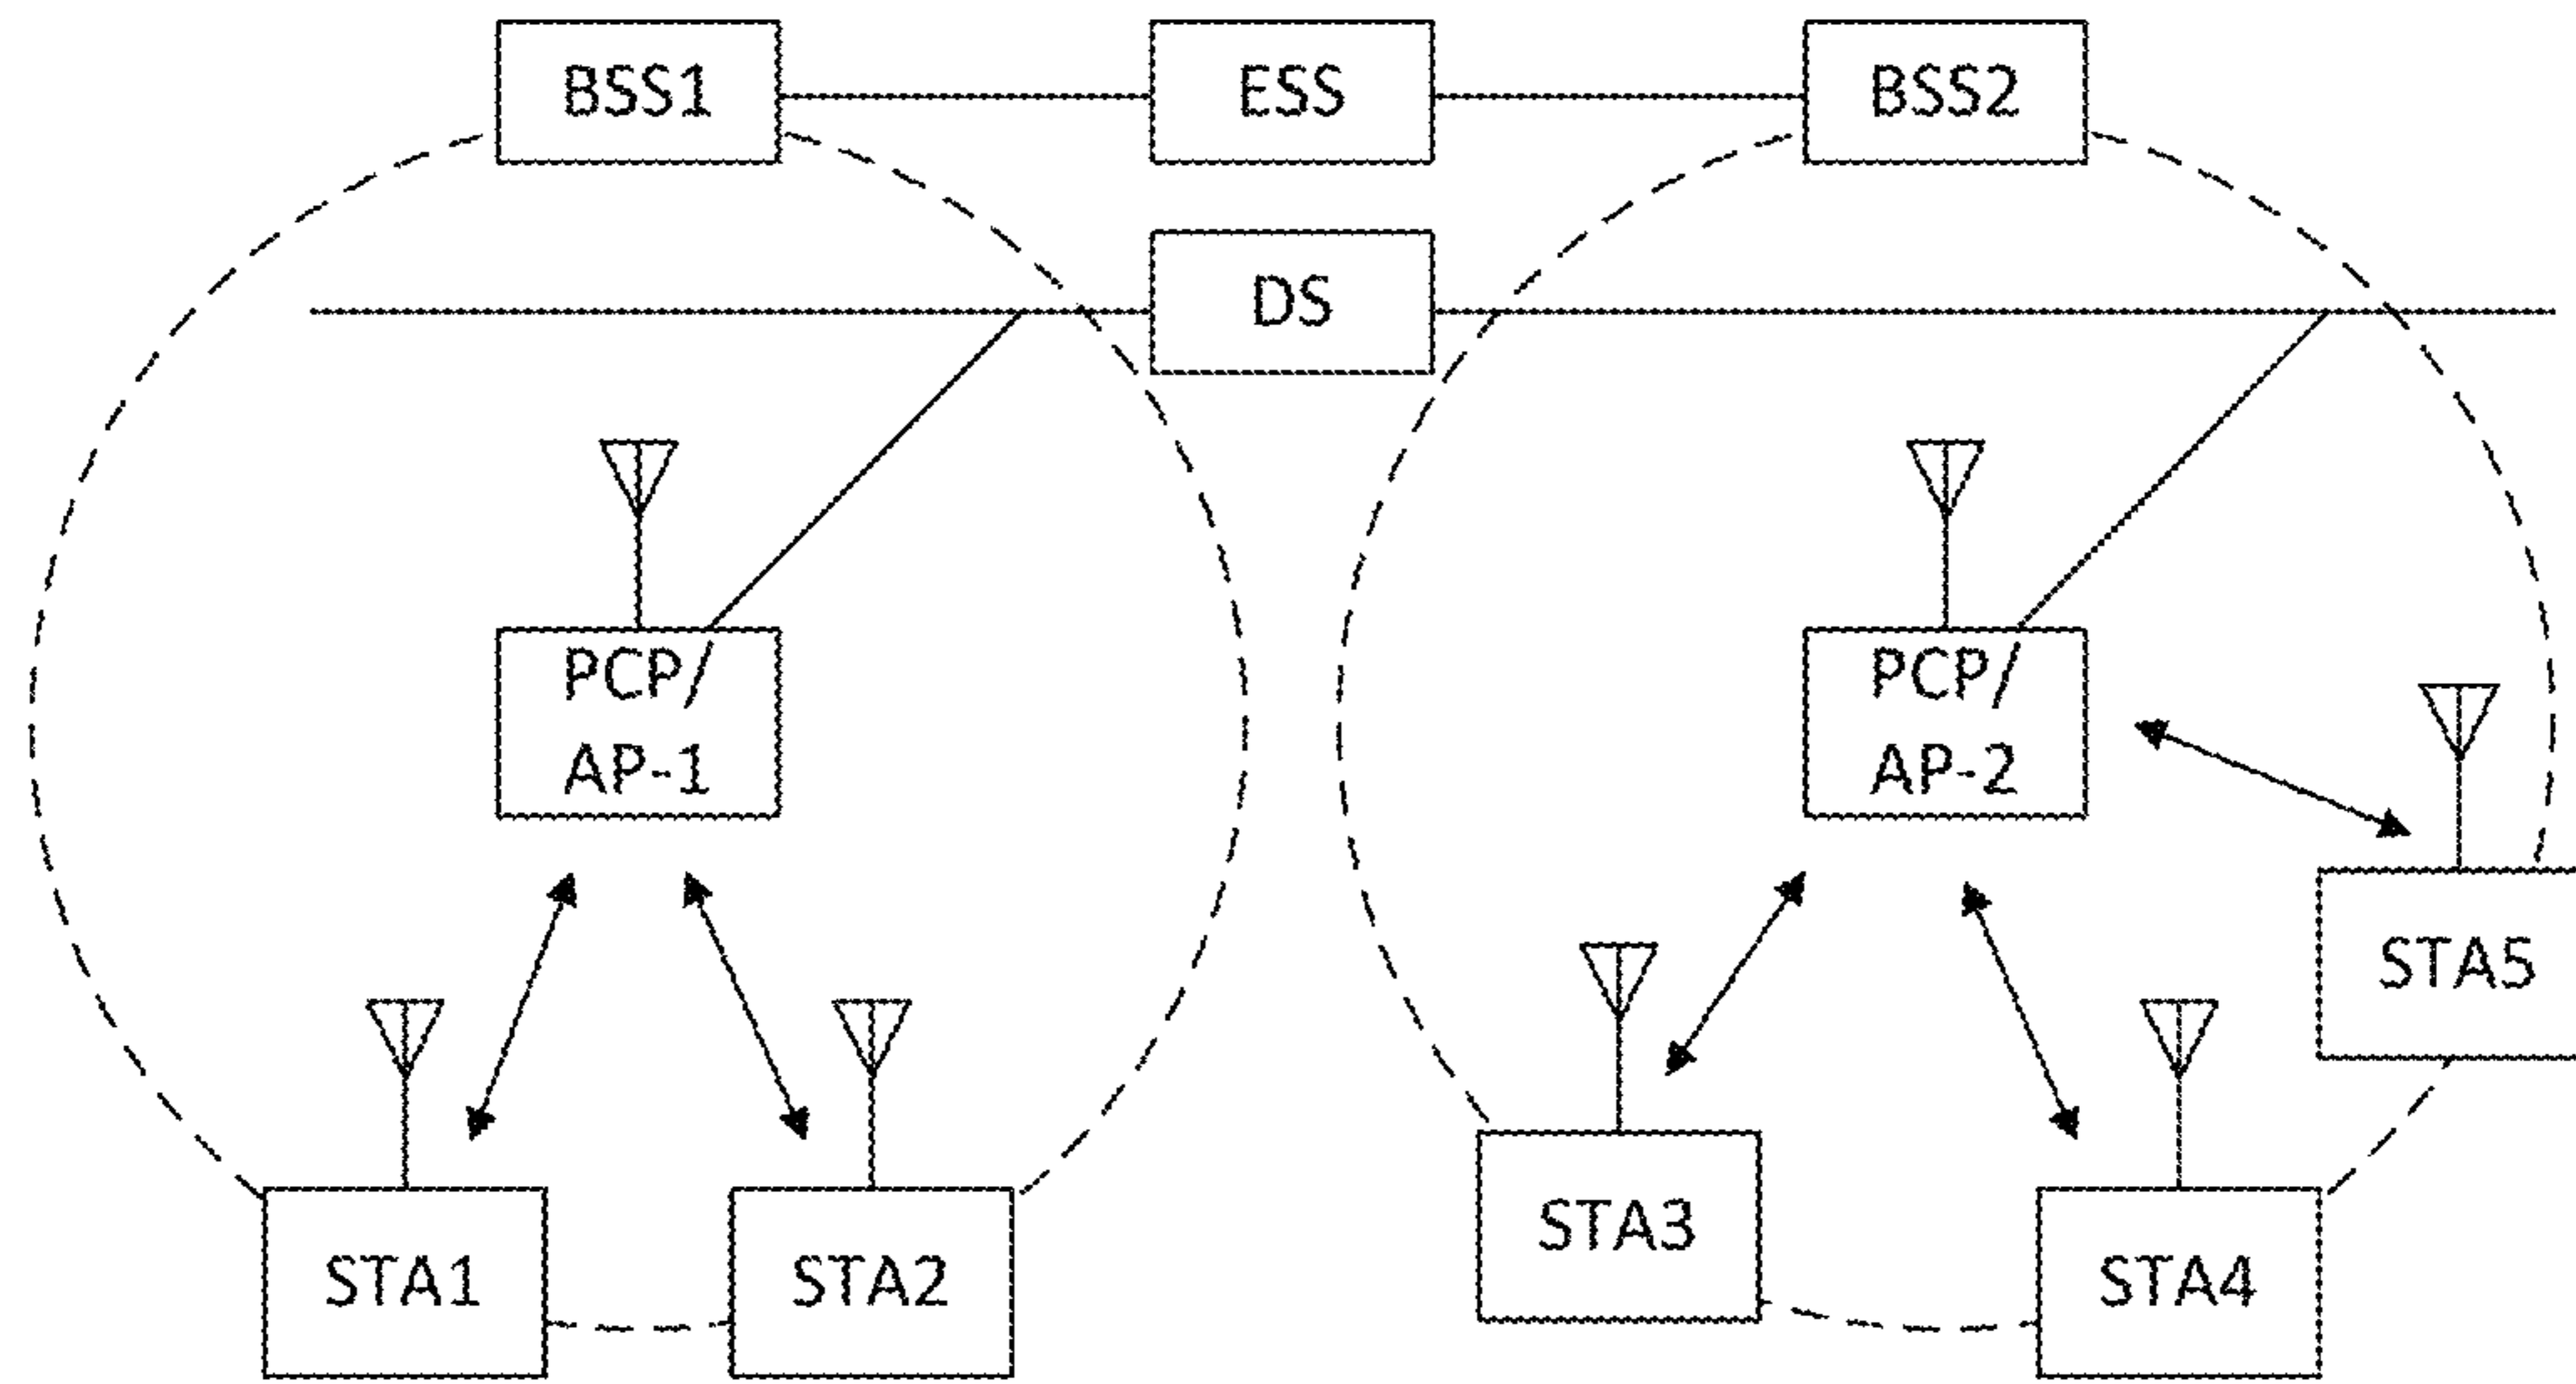 BSS1
ESS
BSS2
DS
PCP/
AP-1
PCP/
AP-2
STA5
STA3
STA4
STA1
STA2